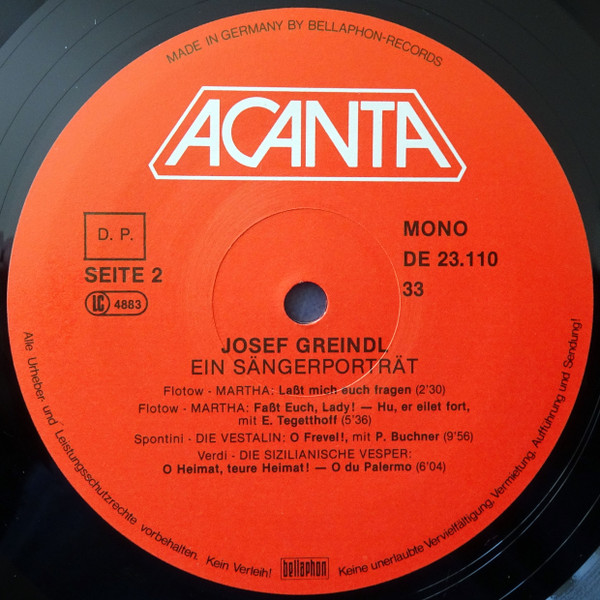 MADE IN GERMANY BY BELLAPHON-RECORDS
ACANTA
D. P.
SEITE 2
LC 4883
MONO
DE 23.110
33
JOSEF GREINDL
EIN SÄNGERPORTRÄT
Flotow - MARTHA: Laßt mich euch fragen (2'30)
Flotow - MARTHA: Faßt Euch, Lady! — Hu, er eilet fort,
mit E. Tegetthoff (5'36)
Spontini - DIE VESTALIN: O Frevel!, mit P. Buchner (9'56)
Verdi - DIE SIZILIANISCHE VESPER:
O Heimat, teure Heimat! — O du Palermo (6'04)
Alle Urheber- und Leistungsschutzrechte vorbehalten. Kein Verleih! Keine unerlaubte Vervielfältigung, Vermietung, Aufführung und Sendung!
bellaphon